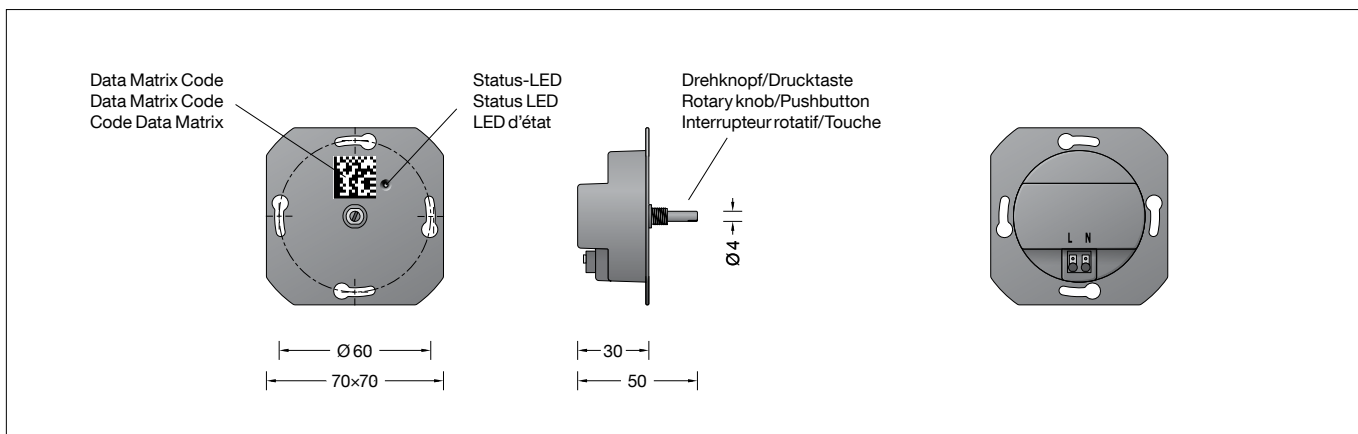 Data Matrix Code
Data Matrix Code
Code Data Matrix
Status-LED
Status LED
LED d'état
Drehknopf/Drucktaste
Rotary knob/Pushbutton
Interrupteur rotatif/Touche
Ø 4
L N
Ø 60
70×70
30
50